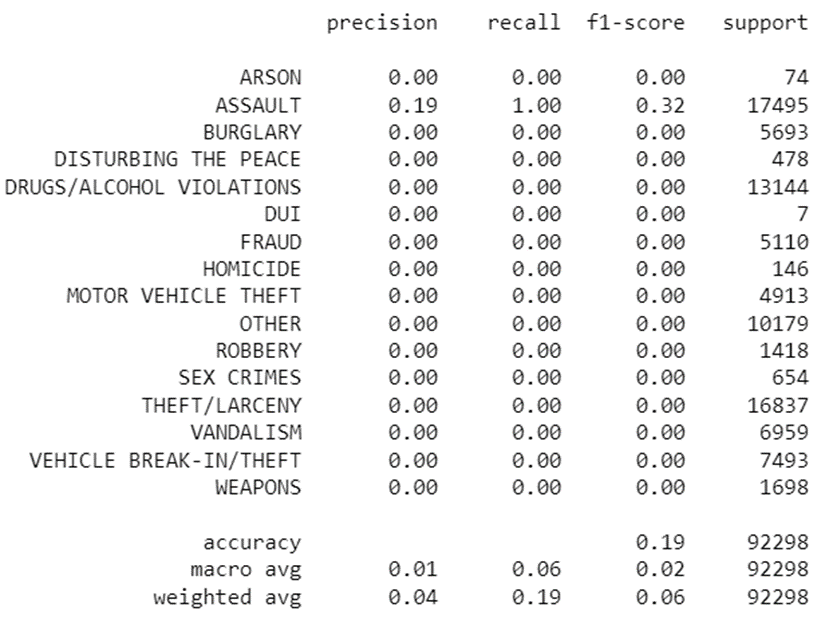 precision recall f1-score support
ARSON 0.00 0.00 0.00 74
ASSAULT 0.19 1.00 0.32 17495
BURGLARY 0.00 0.00 0.00 5693
DISTURBING THE PEACE 0.00 0.00 0.00 478
DRUGS/ALCOHOL VIOLATIONS 0.00 0.00 0.00 13144
DUI 0.00 0.00 0.00 7
FRAUD 0.00 0.00 0.00 5110
HOMICIDE 0.00 0.00 0.00 146
MOTOR VEHICLE THEFT 0.00 0.00 0.00 4913
OTHER 0.00 0.00 0.00 10179
ROBBERY 0.00 0.00 0.00 1418
SEX CRIMES 0.00 0.00 0.00 654
THEFT/LARCENY 0.00 0.00 0.00 16837
VANDALISM 0.00 0.00 0.00 6959
VEHICLE BREAK-IN/THEFT 0.00 0.00 0.00 7493
WEAPONS 0.00 0.00 0.00 1698
accuracy 0.19 92298
macro avg 0.01 0.06 0.02 92298
weighted avg 0.04 0.19 0.06 92298